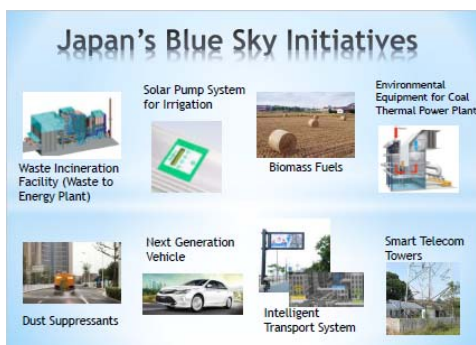 Japan's Blue Sky Initiatives
Waste Incineration
Facility (Waste to
Energy Plant)
Solar Pump System
for Irrigation
Biomass Fuels
Environmental
Equipment for Coal
Thermal Power Plant
Dust Suppressants
Next Generation
Vehicle
Intelligent
Transport System
Smart Telecom
Towers